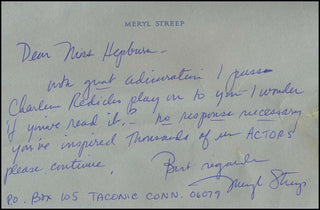 MERYL STREEP
Dear Miss Hepburn -
with great admiration I pass
Charlene Redick's play on to you - I wonder
if you've read it? - no response necessary
you've inspired thousands of us ACTORS
please continue. Best regards
Meryl Streep
P.O. Box 105 TACONIC CONN. 06079